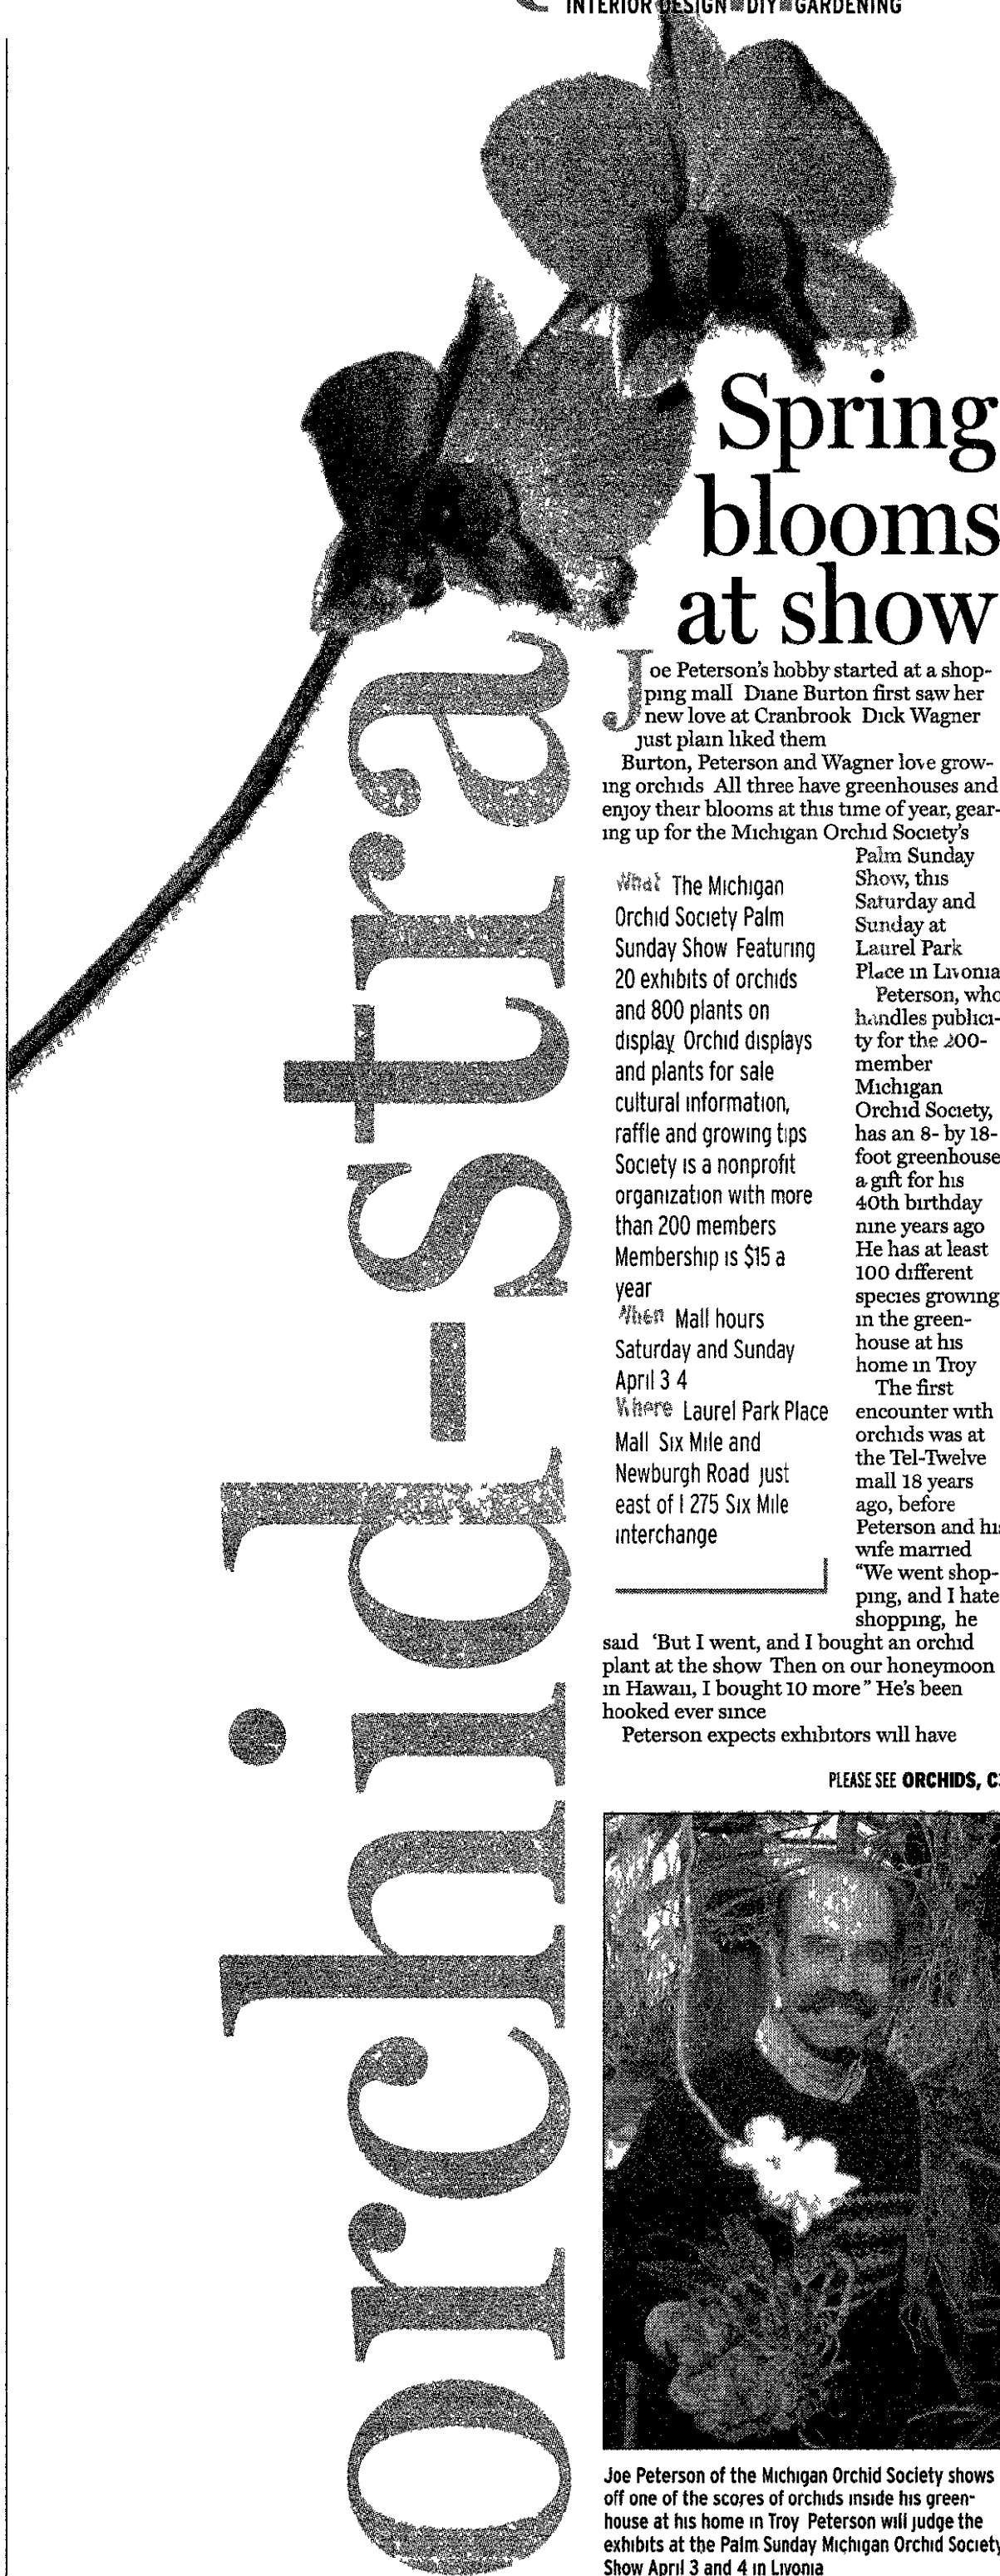 INTERIOR DESIGN DIY GARDENING
orchid-stra
Spring
blooms
at show
Joe Peterson's hobby started at a shop-
ping mall Diane Burton first saw her
new love at Cranbrook Dick Wagner
just plain liked them
Burton, Peterson and Wagner love grow-
ing orchids All three have greenhouses and
enjoy their blooms at this time of year, gear-
ing up for the Michigan Orchid Society's
Palm Sunday
Show, this
Saturday and
Sunday at
Laurel Park
Place in Livonia
Peterson, who
handles publici-
ty for the 200-
member
Michigan
Orchid Society,
has an 8- by 18-
foot greenhouse
a gift for his
40th birthday
nine years ago
He has at least
100 different
species growing
in the green-
house at his
home in Troy
The first
encounter with
orchids was at
the Tel-Twelve
mall 18 years
ago, before
Peterson and his
wife married
“We went shop-
ping, and I hate
shopping, he
said ‘But I went, and I bought an orchid
plant at the show Then on our honeymoon
in Hawaii, I bought 10 more” He's been
hooked ever since
Peterson expects exhibitors will have
PLEASE SEE ORCHIDS, C3
What The Michigan
Orchid Society Palm
Sunday Show Featuring
20 exhibits of orchids
and 800 plants on
display Orchid displays
and plants for sale
cultural information,
raffle and growing tips
Society is a nonprofit
organization with more
than 200 members
Membership is $15 a
year
When Mall hours
Saturday and Sunday
April 3 4
Where Laurel Park Place
Mall Six Mile and
Newburgh Road just
east of I 275 Six Mile
interchange
Joe Peterson of the Michigan Orchid Society shows
off one of the scores of orchids inside his green-
house at his home in Troy Peterson will judge the
exhibits at the Palm Sunday Michigan Orchid Society
Show April 3 and 4 in Livonia